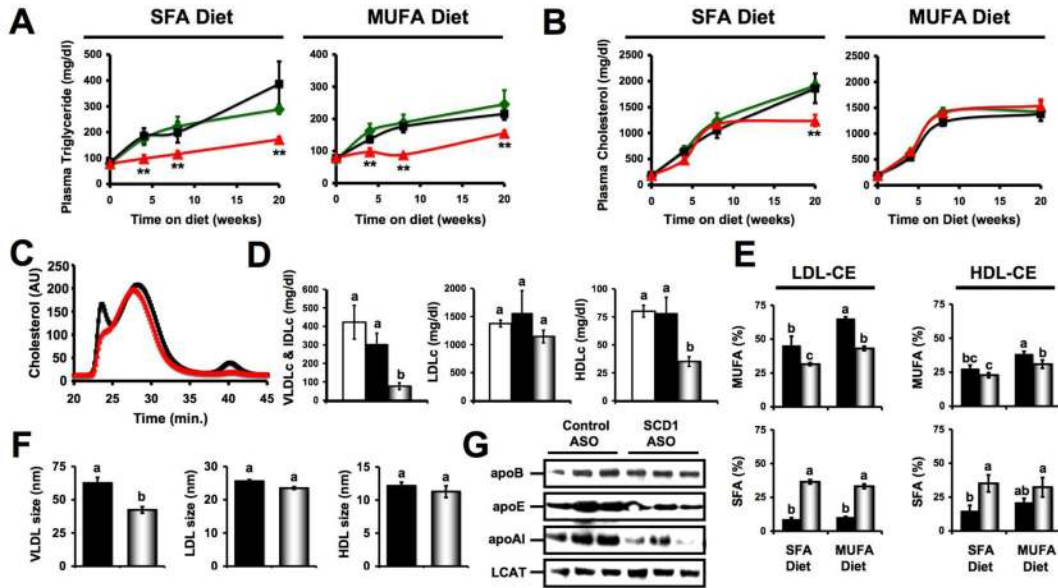 A
SFA Diet
MUFA Diet
Plasma Triglyceride (mg/dl)
500
400
300
200
100
0
0 5 10 15 20
Time on diet (weeks)
** ** **
400
300
200
100
0
0 5 10 15 20
Time on diet (weeks)
** ** **
B
SFA Diet
MUFA Diet
Plasma Cholesterol (mg/dl)
2500
2000
1500
1000
500
0
0 5 10 15 20
Time on diet (weeks)
**
2500
2000
1500
1000
500
0
0 5 10 15 20
Time on Diet (weeks)
C
Cholesterol (AU)
250
200
150
100
50
0
20 25 30 35 40 45
Time (min.)
D
VLDLc & IDLc (mg/dl)
600
500
400
300
200
100
0
a a b
LDLc (mg/dl)
2000
1600
1200
800
400
0
a a a
HDLc (mg/dl)
100
75
50
25
0
a a b
E
LDL-CE
HDL-CE
MUFA (%)
75
50
25
0
b c a b
MUFA (%)
75
50
25
0
bc c a b
SFA (%)
75
50
25
0
b a b a
SFA Diet
MUFA Diet
SFA (%)
75
50
25
0
b a ab a
SFA Diet
MUFA Diet
F
VLDL size (nm)
75
50
25
0
a b
LDL size (nm)
30
20
10
0
a a
HDL size (nm)
15
10
5
0
a a
G
Control ASO
SCD1 ASO
apoB
apoE
apoAI
LCAT